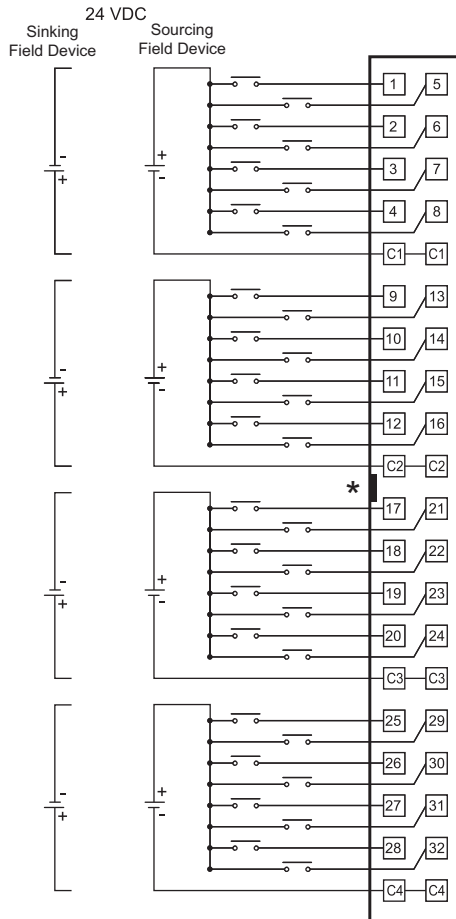 24 VDC
Sinking
Field Device
Sourcing
Field Device
- + + - 1 5
2 6
3 7
4 8
C1 C1
- + + - 9 13
10 14
11 15
12 16
C2 C2
*
- + + - 17 21
18 22
19 23
20 24
C3 C3
- + + - 25 29
26 30
27 31
28 32
C4 C4